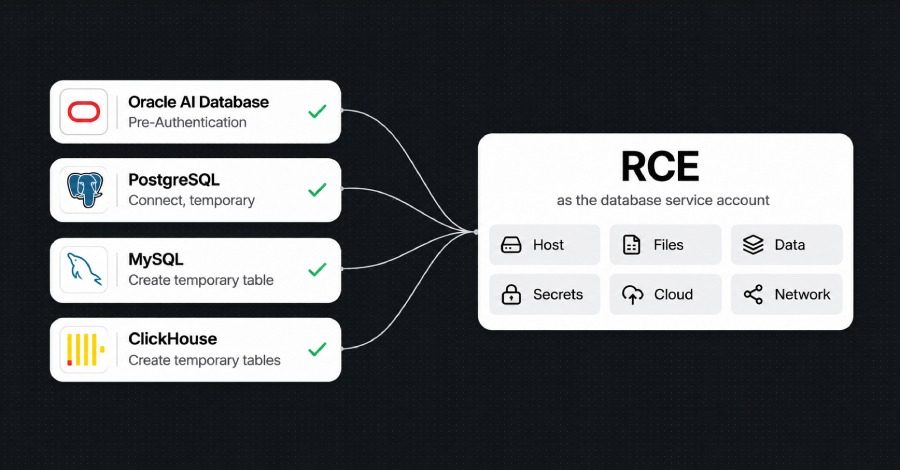 Oracle AI Database
Pre-Authentication
PostgreSQL
Connect, temporary
MySQL
Create temporary table
ClickHouse
Create temporary tables
RCE
as the database service account
Host
Files
Data
Secrets
Cloud
Network